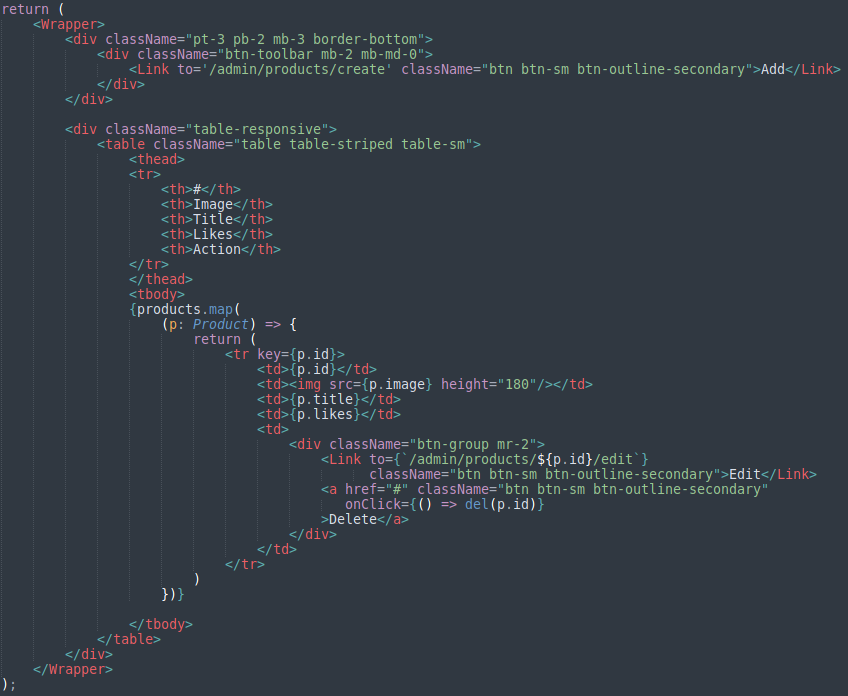 return (
    <Wrapper>
        <div className="pt-3 pb-2 mb-3 border-bottom">
            <div className="btn-toolbar mb-2 mb-md-0">
                <Link to='/admin/products/create' className="btn btn-sm btn-outline-secondary">Add</Link>
            </div>
        </div>

        <div className="table-responsive">
            <table className="table table-striped table-sm">
                <thead>
                <tr>
                    <th>#</th>
                    <th>Image</th>
                    <th>Title</th>
                    <th>Likes</th>
                    <th>Action</th>
                </tr>
                </thead>
                <tbody>
                {products.map(
                    (p: Product) => {
                        return (
                            <tr key={p.id}>
                                <td>{p.id}</td>
                                <td><img src={p.image} height="180"/></td>
                                <td>{p.title}</td>
                                <td>{p.likes}</td>
                                <td>
                                    <div className="btn-group mr-2">
                                        <Link to={`/admin/products/${p.id}/edit`}
                                              className="btn btn-sm btn-outline-secondary">Edit</Link>
                                        <a href="#" className="btn btn-sm btn-outline-secondary"
                                           onClick={() => del(p.id)}
                                        >Delete</a>
                                    </div>
                                </td>
                            </tr>
                        )
                    })}

                </tbody>
            </table>
        </div>
    </Wrapper>
);